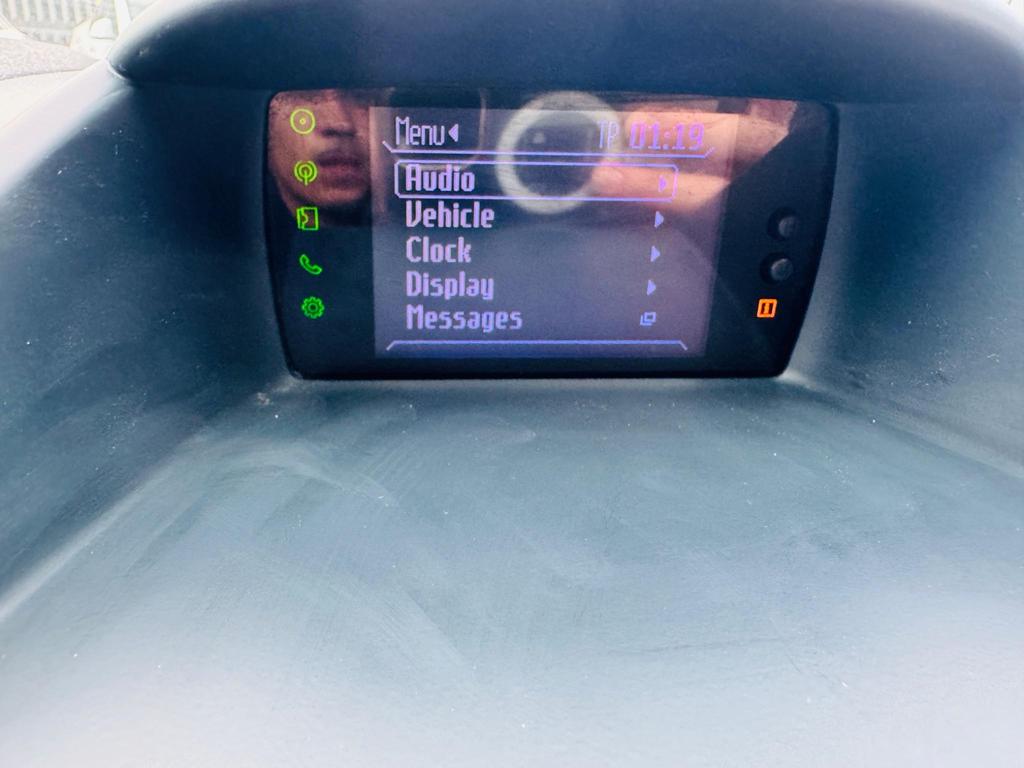 Menu
TP 01:19
Audio
Vehicle
Clock
Display
Messages